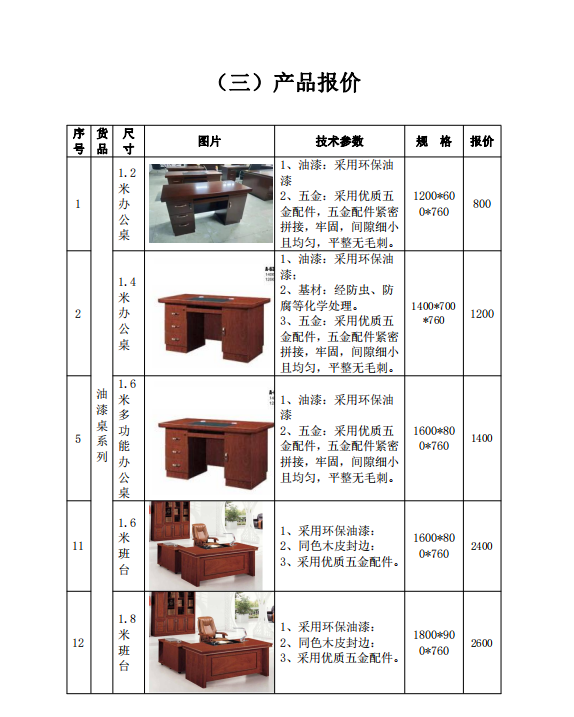 （三）产品报价
序号 货品 尺寸 图片 技术参数 规 格 报价
油漆桌系列
1
1.2
米
办
公
桌
1、油漆：采用环保油
漆
2、五金：采用优质五
金配件，五金配件紧密
拼接，牢固，间隙细小
且均匀，平整无毛刺。
1200*60
0*760
800
2
1.4
米
办
公
桌
1、油漆：采用环保油
漆；
2、基材：经防虫、防
腐等化学处理。
3、五金：采用优质五
金配件，五金配件紧密
拼接，牢固，间隙细小
且均匀，平整无毛刺。
1400*700
*760
1200
5
1.6
米
多
功
能
办
公
桌
1、油漆：采用环保油
漆
2、五金：采用优质五
金配件，五金配件紧密
拼接，牢固，间隙细小
且均匀，平整无毛刺。
1600*80
0*760
1400
11
1.6
米
班
台
1、采用环保油漆：
2、同色木皮封边：
3、采用优质五金配件。
1600*80
0*760
2400
12
1.8
米
班
台
1、采用环保油漆：
2、同色木皮封边：
3、采用优质五金配件。
1800*90
0*760
2600